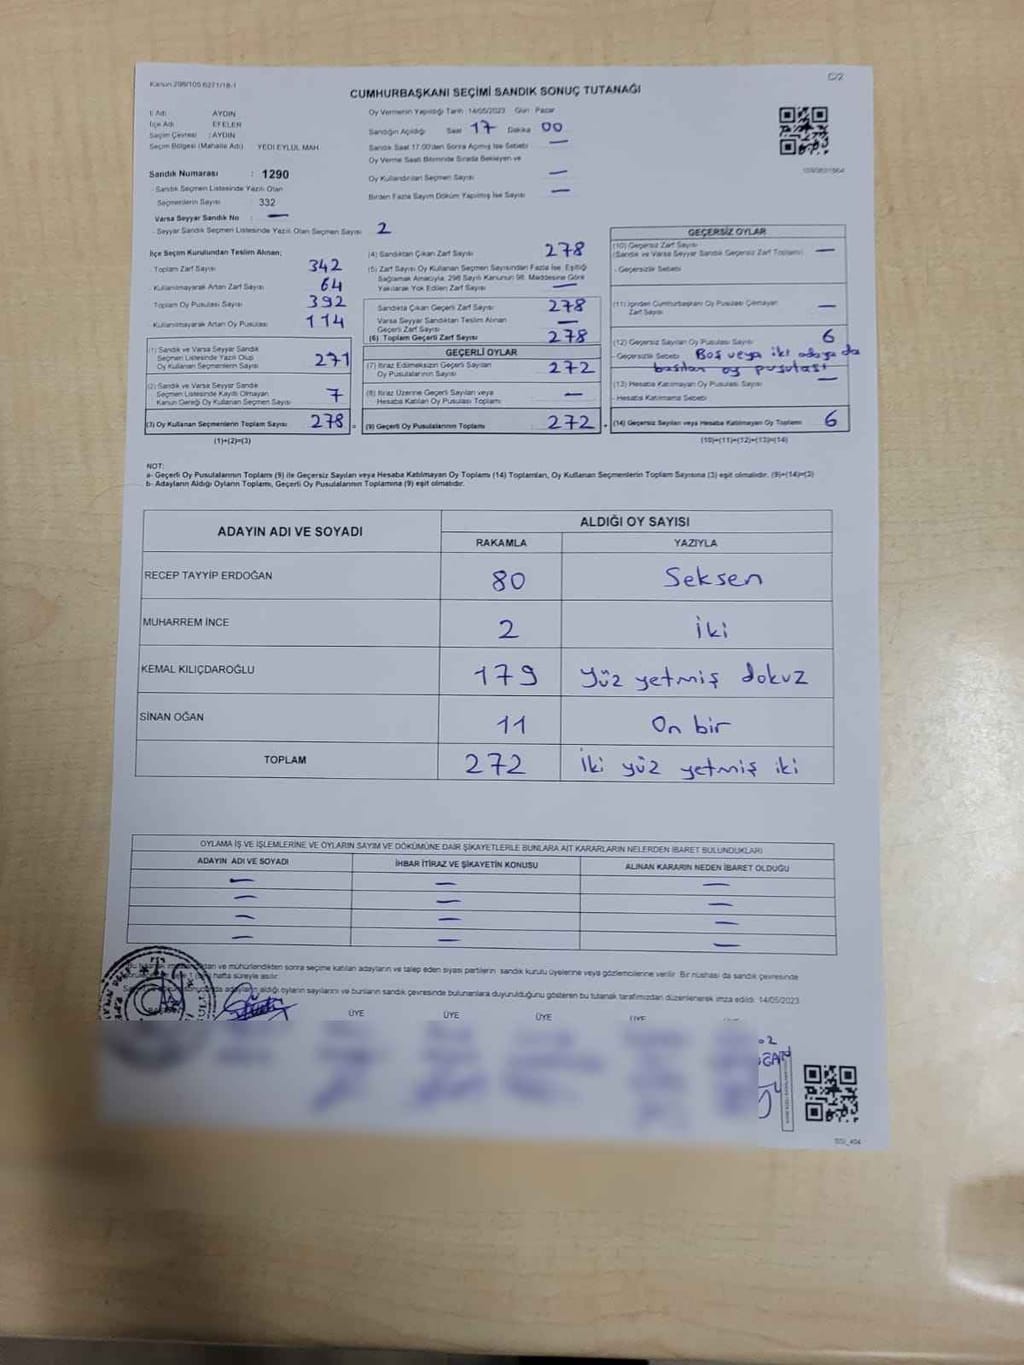 Kanun:298/105 6271/18-1
C/2
CUMHURBAŞKANI SEÇİMİ SANDIK SONUÇ TUTANAĞI
İl Adı AYDIN
İlçe Adı EFELER
Seçim Çevresi : AYDIN
Seçim Bölgesi (Mahalle Adı) YEDİ EYLÜL MAH.
Sandık Numarası : 1290
- Sandık Seçmen Listesinde Yazılı Olan
Seçmenlerin Sayısı 332
Varsa Seyyar Sandık No : —
- Seyyar Sandık Seçmen Listesinde Yazılı Olan Seçmen Sayısı 2
Oy Vermenin Yapıldığı Tarih :14/05/2023 Gün : Pazar
Sandığın Açıldığı Saat 17 Dakika 00
Sandık Saat 17:00'den Sonra Açılmış İse Sebebi —
Oy Verme Saati Bitiminde Sırada Bekleyen ve
Oy Kullandırılan Seçmen Sayısı —
Birden Fazla Sayım Döküm Yapılmış İse Sayısı —
İlçe Seçim Kurulundan Teslim Alınan;
- Toplam Zarf Sayısı 342
- Kullanılmayarak Artan Zarf Sayısı 64
- Toplam Oy Pusulası Sayısı 392
- Kullanılmayarak Artan Oy Pusulası 114
(1) Sandık ve Varsa Seyyar Sandık
Seçmen Listesinde Yazılı Olup
Oy Kullanan Seçmenlerin Sayısı 271
(2) Sandık ve Varsa Seyyar Sandık
Seçmen Listesinde Kayıtlı Olmayan
Kanun Gereği Oy Kullanan Seçmen Sayısı 7
(3) Oy Kullanan Seçmenlerin Toplam Sayısı 278 =
(1)+(2)=(3)
(4) Sandıktan Çıkan Zarf Sayısı 278
(5) Zarf Sayısı Oy Kullanan Seçmen Sayısından Fazla İse, Eşitliği
Sağlamak Amacıyla, 298 Sayılı Kanunun 98. Maddesine Göre
Yakılarak Yok Edilen Zarf Sayısı —
Sandıkta Çıkan Geçerli Zarf Sayısı 278
Varsa Seyyar Sandıktan Teslim Alınan
Geçerli Zarf Sayısı —
(6) Toplam Geçerli Zarf Sayısı 278
GEÇERLİ OYLAR
(7) İtiraz Edilmeksizin Geçerli Sayılan
Oy Pusulalarının Sayısı 272
(8) İtiraz Üzerine Geçerli Sayılan veya
Hesaba Katılan Oy Pusulası Toplamı —
(9) Geçerli Oy Pusulalarının Toplamı 272 +
GEÇERSİZ OYLAR
(10) Geçersiz Zarf Sayısı
(Sandık ve Varsa Seyyar Sandık Geçersiz Zarf Toplamı) —
- Geçersizlik Sebebi
(11) İçinden Cumhurbaşkanı Oy Pusulası Çıkmayan
Zarf Sayısı —
(12) Geçersiz Sayılan Oy Pusulası Sayısı 6
- Geçersizlik Sebebi Boş veya iki adaya da
basılan oy pusulası
(13) Hesaba Katılmayan Oy Pusulası Sayısı —
- Hesaba Katılmama Sebebi
(14) Geçersiz Sayılan veya Hesaba Katılmayan Oy Toplamı 6
(10)+(11)+(12)+(13)=(14)
NOT:
a- Geçerli Oy Pusulalarının Toplamı (9) ile Geçersiz Sayılan veya Hesaba Katılmayan Oy Toplamı (14) Toplamları, Oy Kullanan Seçmenlerin Toplam Sayısına (3) eşit olmalıdır. (9)+(14)=(3)
b- Adayların Aldığı Oyların Toplamı, Geçerli Oy Pusulalarının Toplamına (9) eşit olmalıdır.
ADAYIN ADI VE SOYADI
ALDIĞI OY SAYISI
RAKAMLA YAZIYLA
RECEP TAYYİP ERDOĞAN 80 Seksen
MUHARREM İNCE 2 İki
KEMAL KILIÇDAROĞLU 179 Yüz yetmiş dokuz
SİNAN OĞAN 11 On bir
TOPLAM 272 İki yüz yetmiş iki
OYLAMA İŞ VE İŞLEMLERİNE VE OYLARIN SAYIM VE DÖKÜMÜNE DAİR ŞİKAYETLERLE BUNLARA AİT KARARLARIN NELERDEN İBARET BULUNDUKLARI
ADAYIN ADI VE SOYADI İHBAR İTİRAZ VE ŞİKAYETİN KONUSU ALINAN KARARIN NEDEN İBARET OLDUĞU
— — —
— — —
— — —
— — —
ve mühürlendikten sonra seçime katılan adayların ve talep eden siyasi partilerin sandık kurulu üyelerine veya gözlemcilerine verilir. Bir nüshası da sandık çevresinde
hafta süreyle asılır.
adayların aldığı oyların sayılarını ve bunların sandık çevresinde bulunanlara duyurulduğunu gösteren bu tutanak tarafımızdan düzenlenerek imza edildi. 14/05/2023
ÜYE ÜYE ÜYE ÜYE